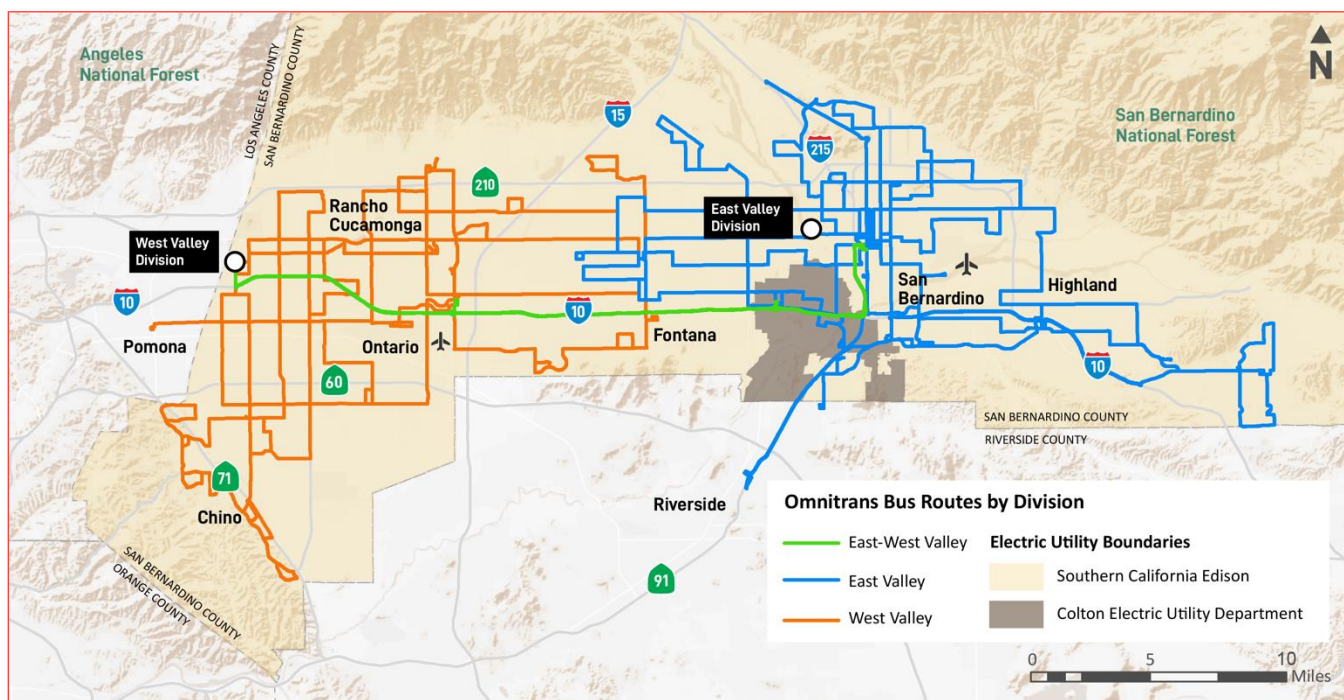 Angeles
National Forest
LOS ANGELES COUNTY
SAN BERNARDINO COUNTY
15
N
San Bernardino
National Forest
215
210
Rancho
Cucamonga
East Valley
Division
West Valley
Division
10
San
Bernardino
Highland
10
Pomona
Ontario
Fontana
60
10
SAN BERNARDINO COUNTY
RIVERSIDE COUNTY
71
Chino
Riverside
SAN BERNARDINO COUNTY
ORANGE COUNTY
91
Omnitrans Bus Routes by Division
East-West Valley
East Valley
West Valley
Electric Utility Boundaries
Southern California Edison
Colton Electric Utility Department
0 5 10
Miles